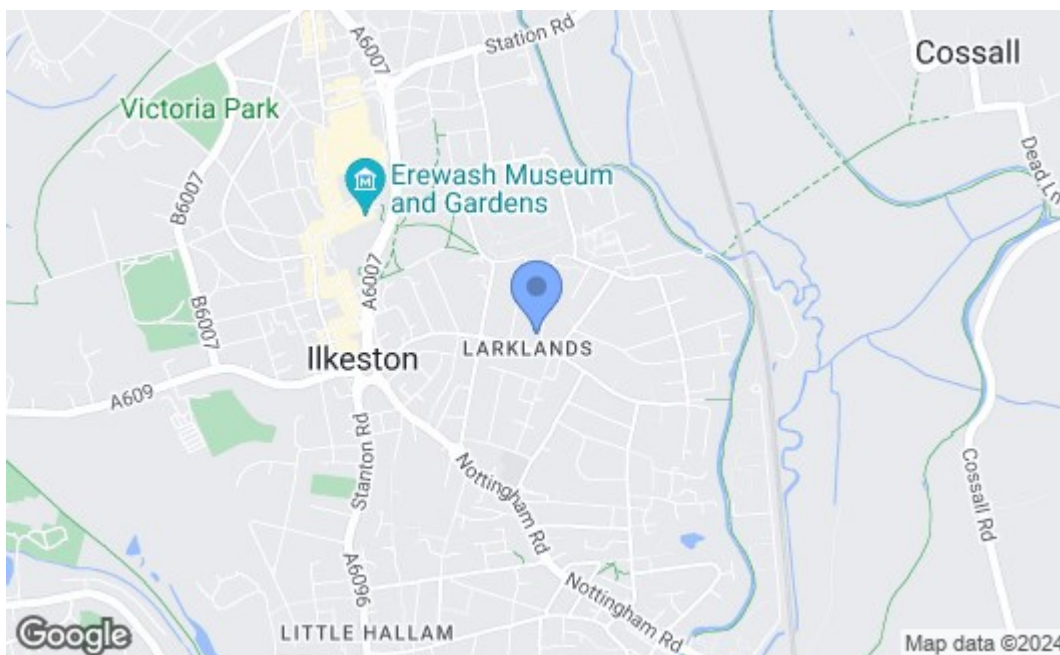 A6007
Station Rd
Cossall
Victoria Park
Dead Ln
Erewash Museum
and Gardens
B6007
A6007
B6007
LARKLANDS
Ilkeston
A609
Stanton Rd
Nottingham Rd
Cossall Rd
A6096
Nottingham Rd
LITTLE HALLAM
Google
Map data ©2024